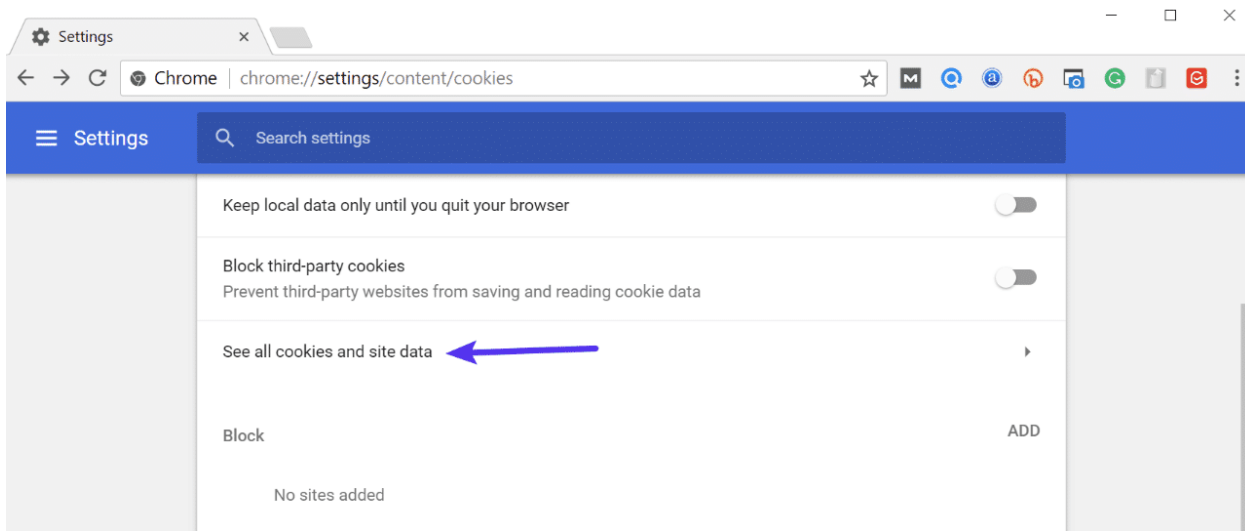 Settings
Chrome chrome://settings/content/cookies
Settings
Search settings
Keep local data only until you quit your browser
Block third-party cookies
Prevent third-party websites from saving and reading cookie data
See all cookies and site data
Block ADD
No sites added